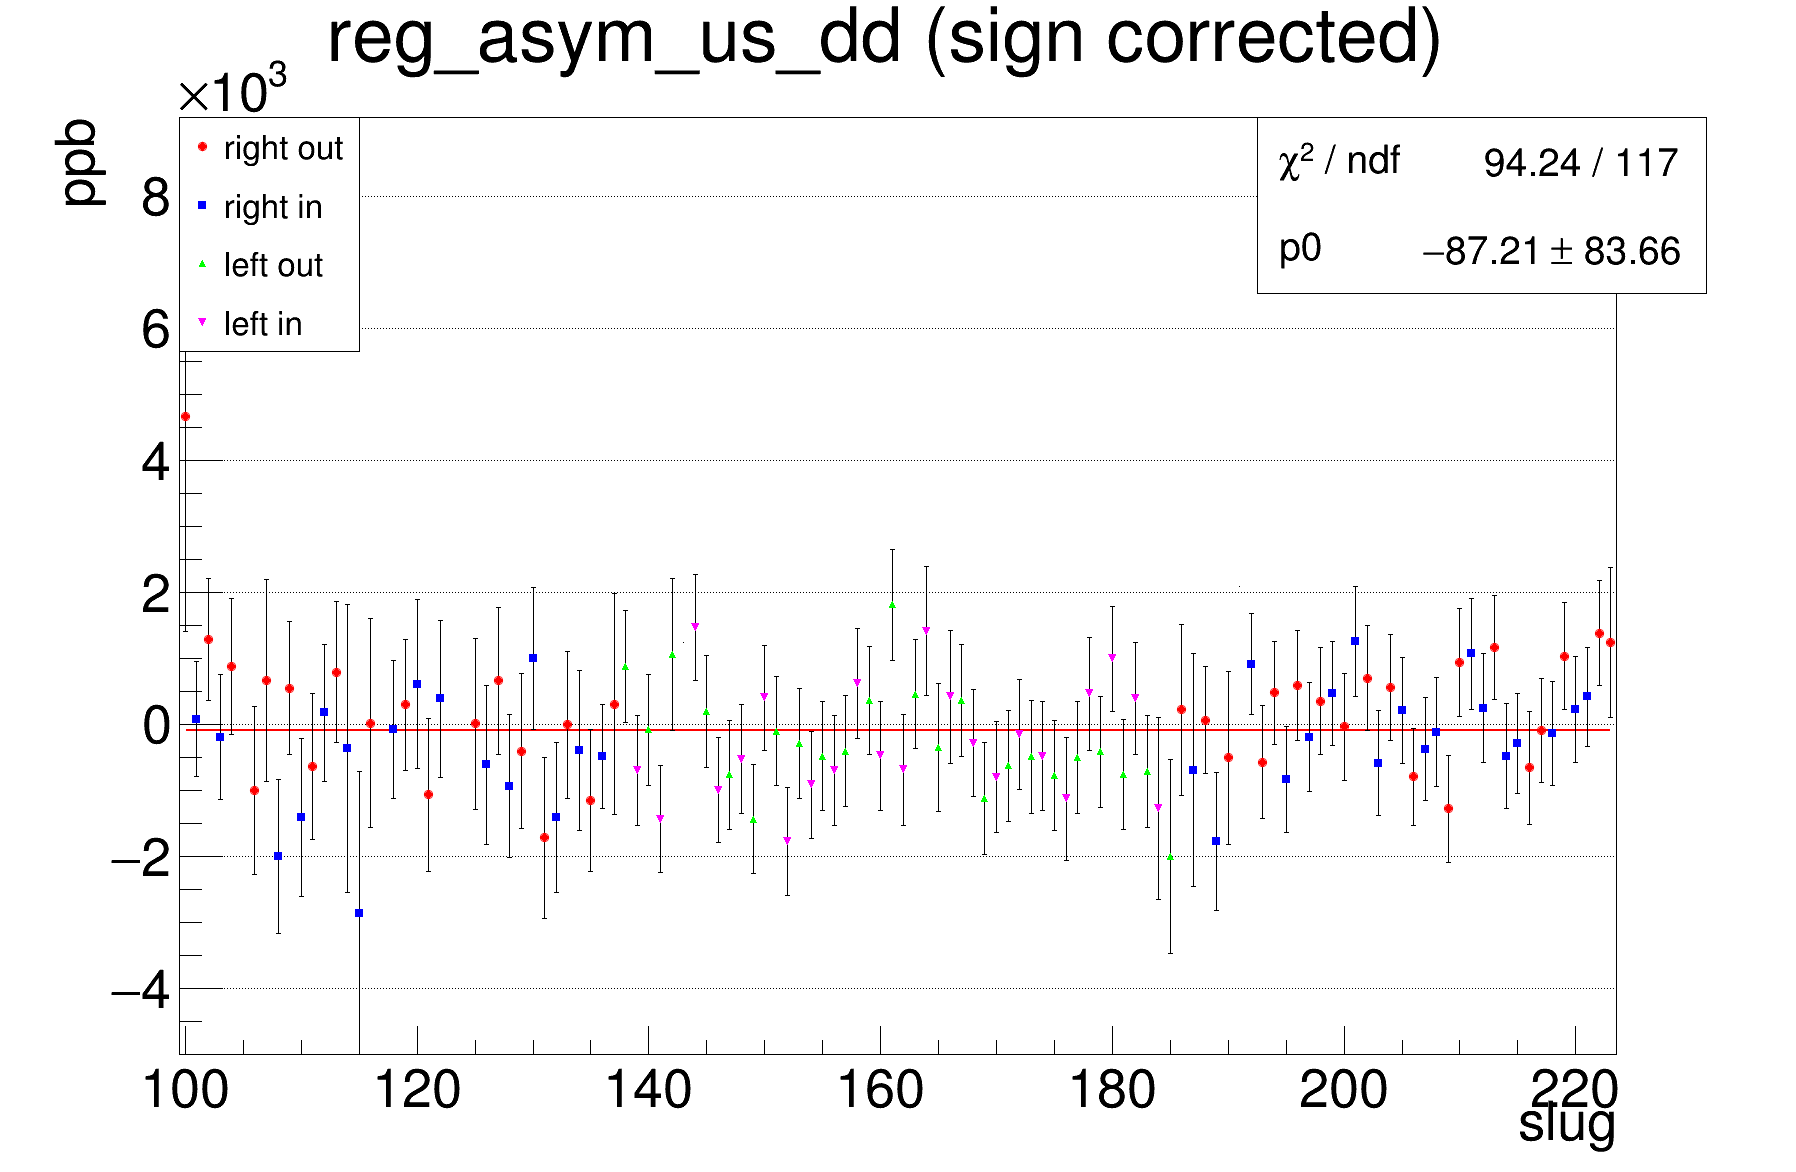 reg_asym_us_dd (sign corrected)
×10³
ppb
right out
right in
left out
left in
χ² / ndf 94.24 / 117
p0 −87.21 ± 83.66
8
6
4
2
0
−2
−4
100 120 140 160 180 200 220
slug